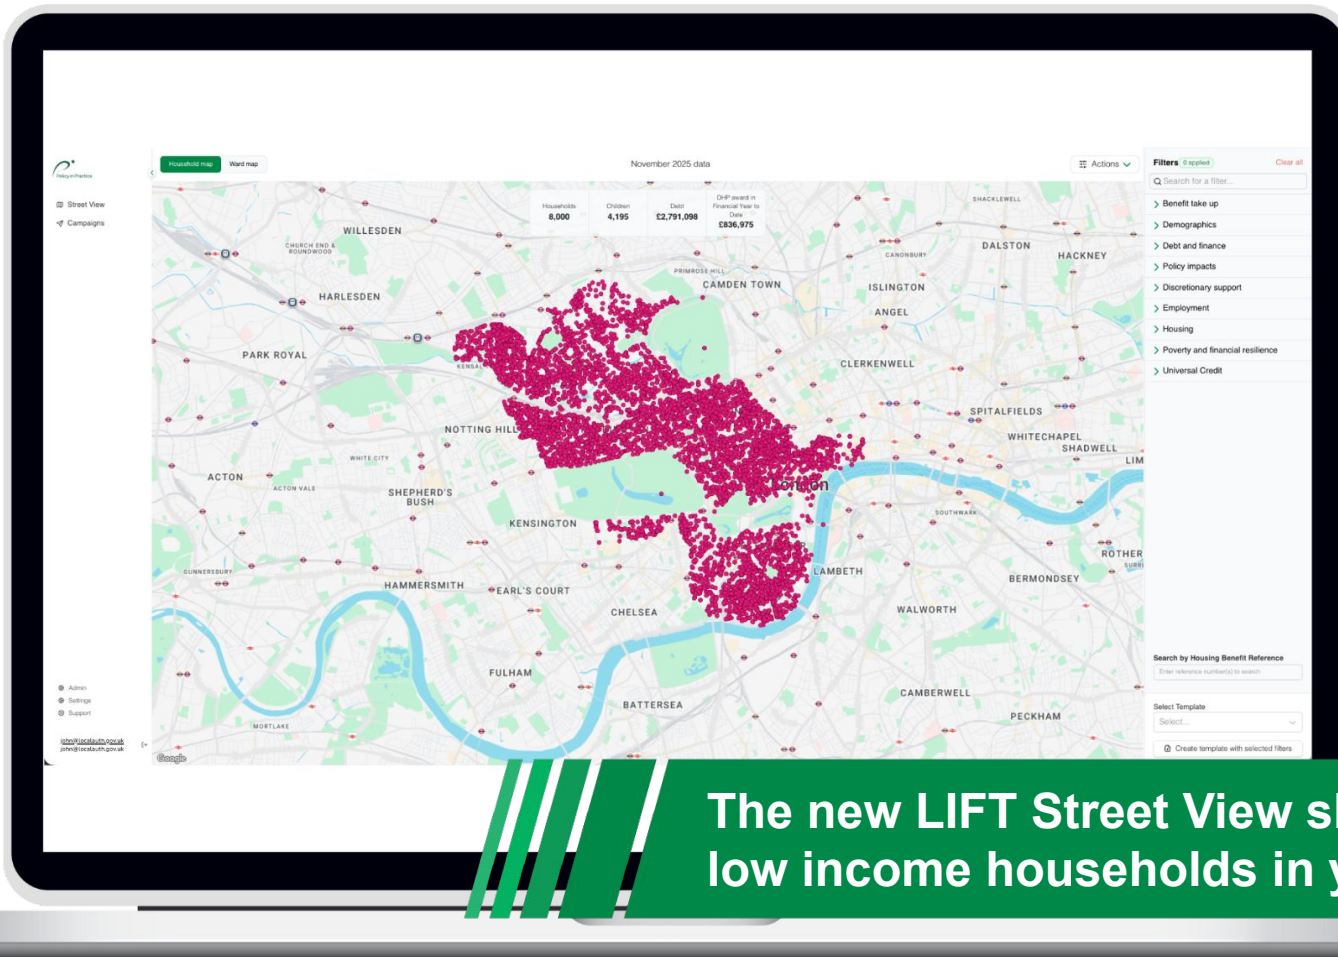 Policy in Practice
Street View
Campaigns
Admin
Settings
Support
john@localauth.gov.uk
john@localauth.gov.uk
Household map
Ward map
November 2025 data
Actions
Households
8,000
Children
4,195
Debt
£2,791,098
DHP award in
Financial Year to
Date
£836,975
SHACKLEWELL
WILLESDEN
CHURCH END &
ROUNDWOOD
DALSTON
HACKNEY
CANONBURY
PRIMROSE HILL
CAMDEN TOWN
ISLINGTON
HARLESDEN
ANGEL
PARK ROYAL
KENSAL
CLERKENWELL
SPITALFIELDS
NOTTING HILL
WHITECHAPEL
SHADWELL
LIM
WHITE CITY
ACTON
ACTON VALE
SHEPHERD'S
BUSH
London
SOUTHWARK
KENSINGTON
ROTHER
SURR
GUNNERSBURY
HAMMERSMITH
EARL'S COURT
LAMBETH
BERMONDSEY
CHELSEA
WALWORTH
FULHAM
BATTERSEA
CAMBERWELL
PECKHAM
MORTLAKE
Google
Filters 0 applied
Clear all
Search for a filter...
Benefit take up
Demographics
Debt and finance
Policy impacts
Discretionary support
Employment
Housing
Poverty and financial resilience
Universal Credit
Search by Housing Benefit Reference
Enter reference number(s) to search
Select Template
Select...
Create template with selected filters
The new LIFT Street View sh
low income households in y